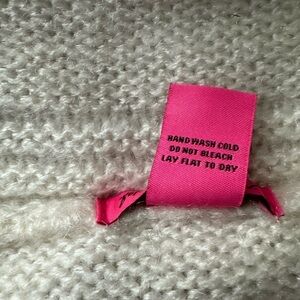 HAND WASH COLD
DO NOT BLEACH
LAY FLAT TO DRY